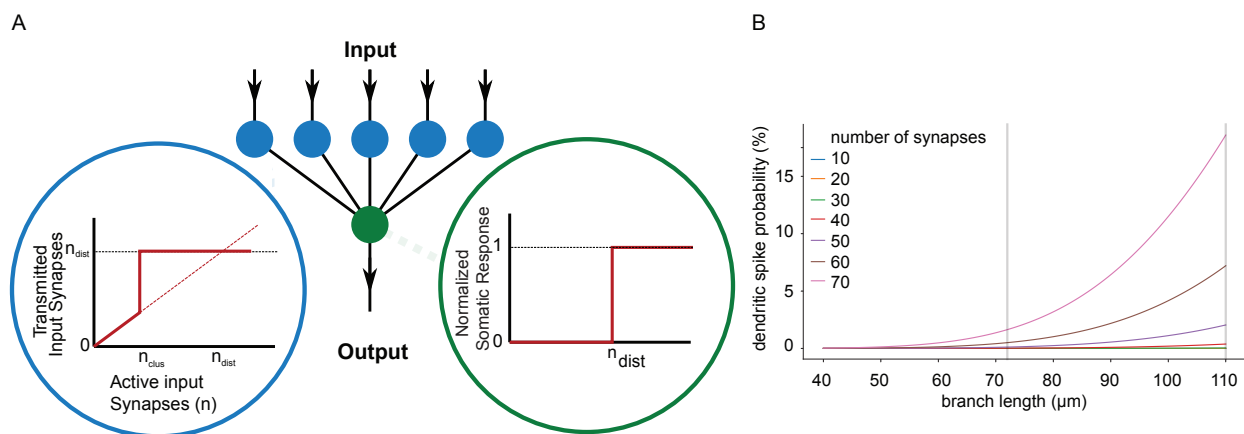 A
Input
Transmitted
Input Synapses
n_dist
0
n_clus
n_dist
Active input
Synapses (n)
Output
Normalized
Somatic Response
1
0
n_dist
B
dendritic spike probability (%)
15
10
5
0
number of synapses
10
20
30
40
50
60
70
40 50 60 70 80 90 100 110
branch length (µm)